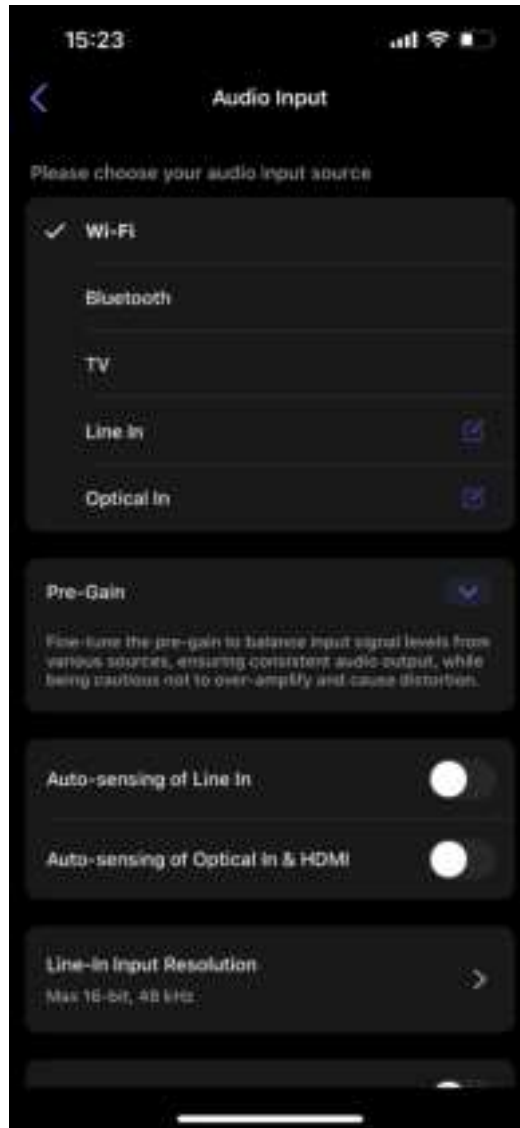 15:23
Audio Input
Please choose your audio input source
Wi-Fi
Bluetooth
TV
Line In
Optical In
Pre-Gain
Fine-tune the pre-gain to balance input signal levels from
various sources, ensuring consistent audio output, while
being cautious not to over-amplify and cause distortion.
Auto-sensing of Line In
Auto-sensing of Optical In & HDMI
Line-In Input Resolution
Max 16-bit, 48 kHz